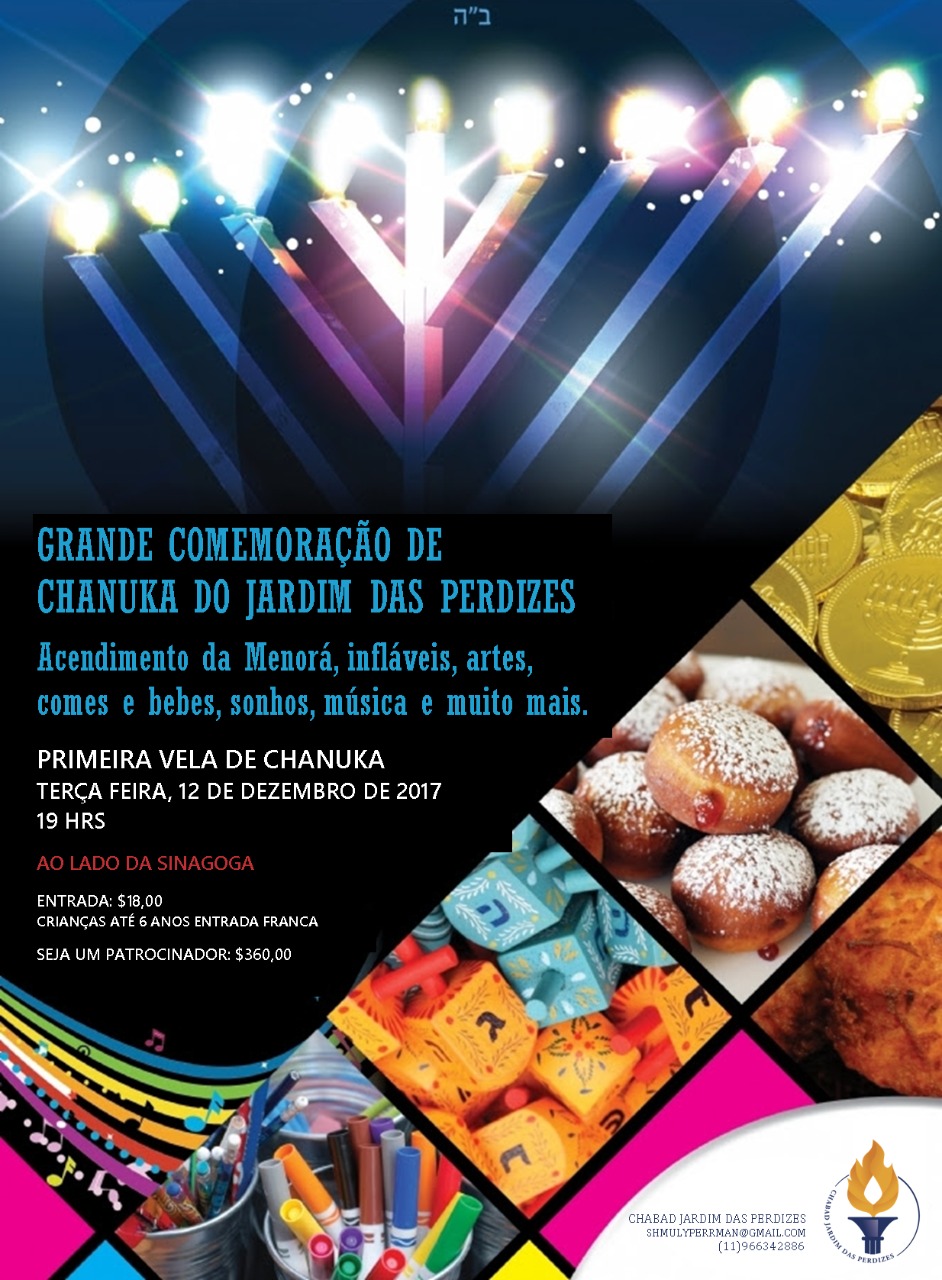 ב"ה
GRANDE COMEMORAÇÃO DE
CHANUKA DO JARDIM DAS PERDIZES
Acendimento da Menorá, infláveis, artes,
comes e bebes, sonhos, música e muito mais.
PRIMEIRA VELA DE CHANUKA
TERÇA FEIRA, 12 DE DEZEMBRO DE 2017
19 HRS
AO LADO DA SINAGOGA
ENTRADA: $18,00
CRIANÇAS ATÉ 6 ANOS ENTRADA FRANCA
SEJA UM PATROCINADOR: $360,00
נ
ג
CHABAD JARDIM DAS PERDIZES
SHMULYPERRMAN@GMAIL.COM
(11)966342886
CHABAD JARDIM DAS PERDIZES